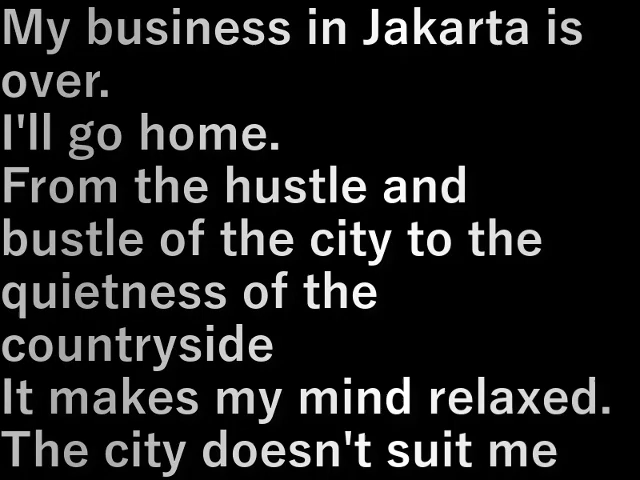 My business in Jakarta is
over.
I'll go home.
From the hustle and
bustle of the city to the
quietness of the
countryside
It makes my mind relaxed.
The city doesn't suit me